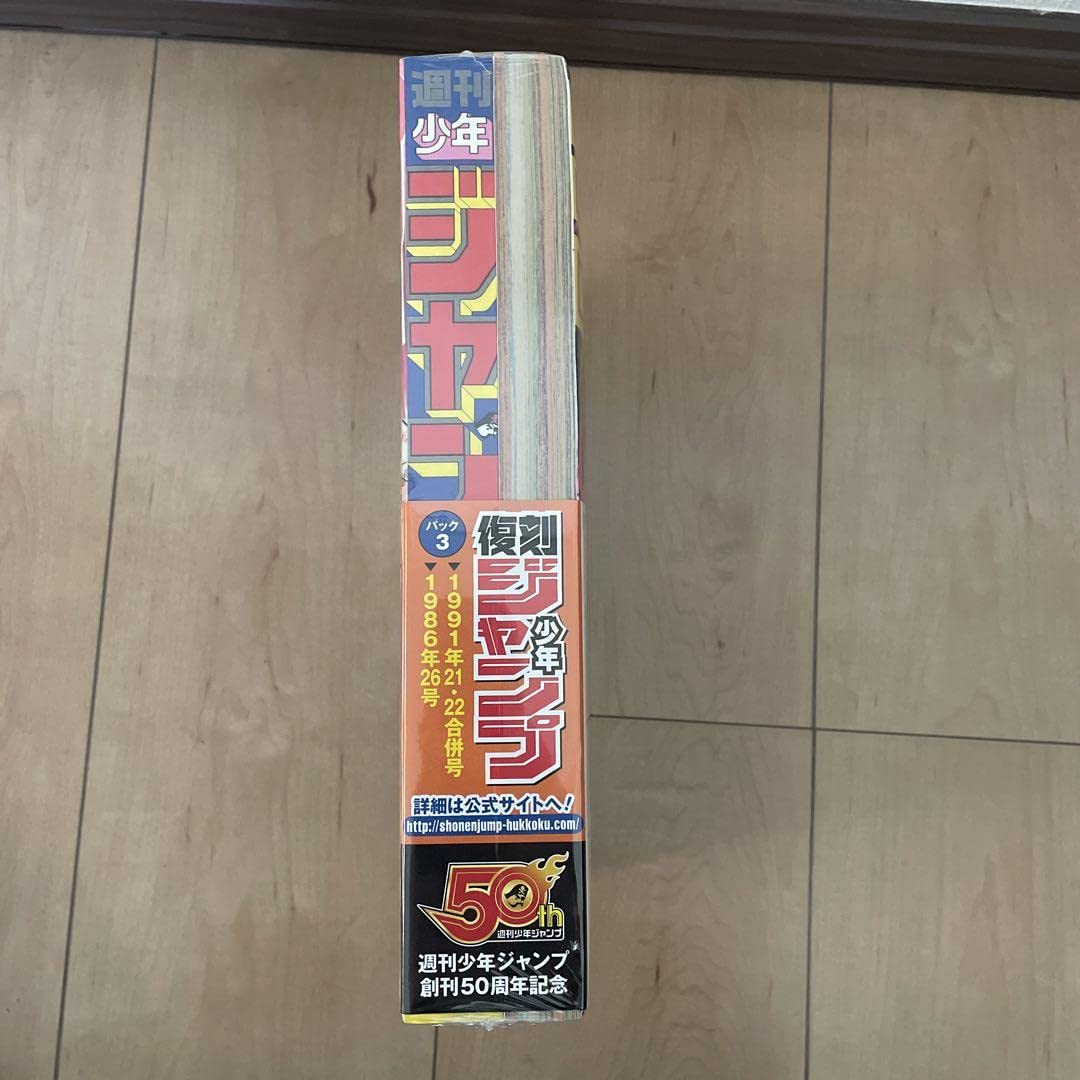 週刊
少年
ジャン
パック
3
復刻
少年
ジャンプ
▼1991年21・22合併号
▼1986年26号
詳細は公式サイトへ!
http://shonenjump-hukkoku.com/
50th
週刊少年ジャンプ
週刊少年ジャンプ
創刊50周年記念